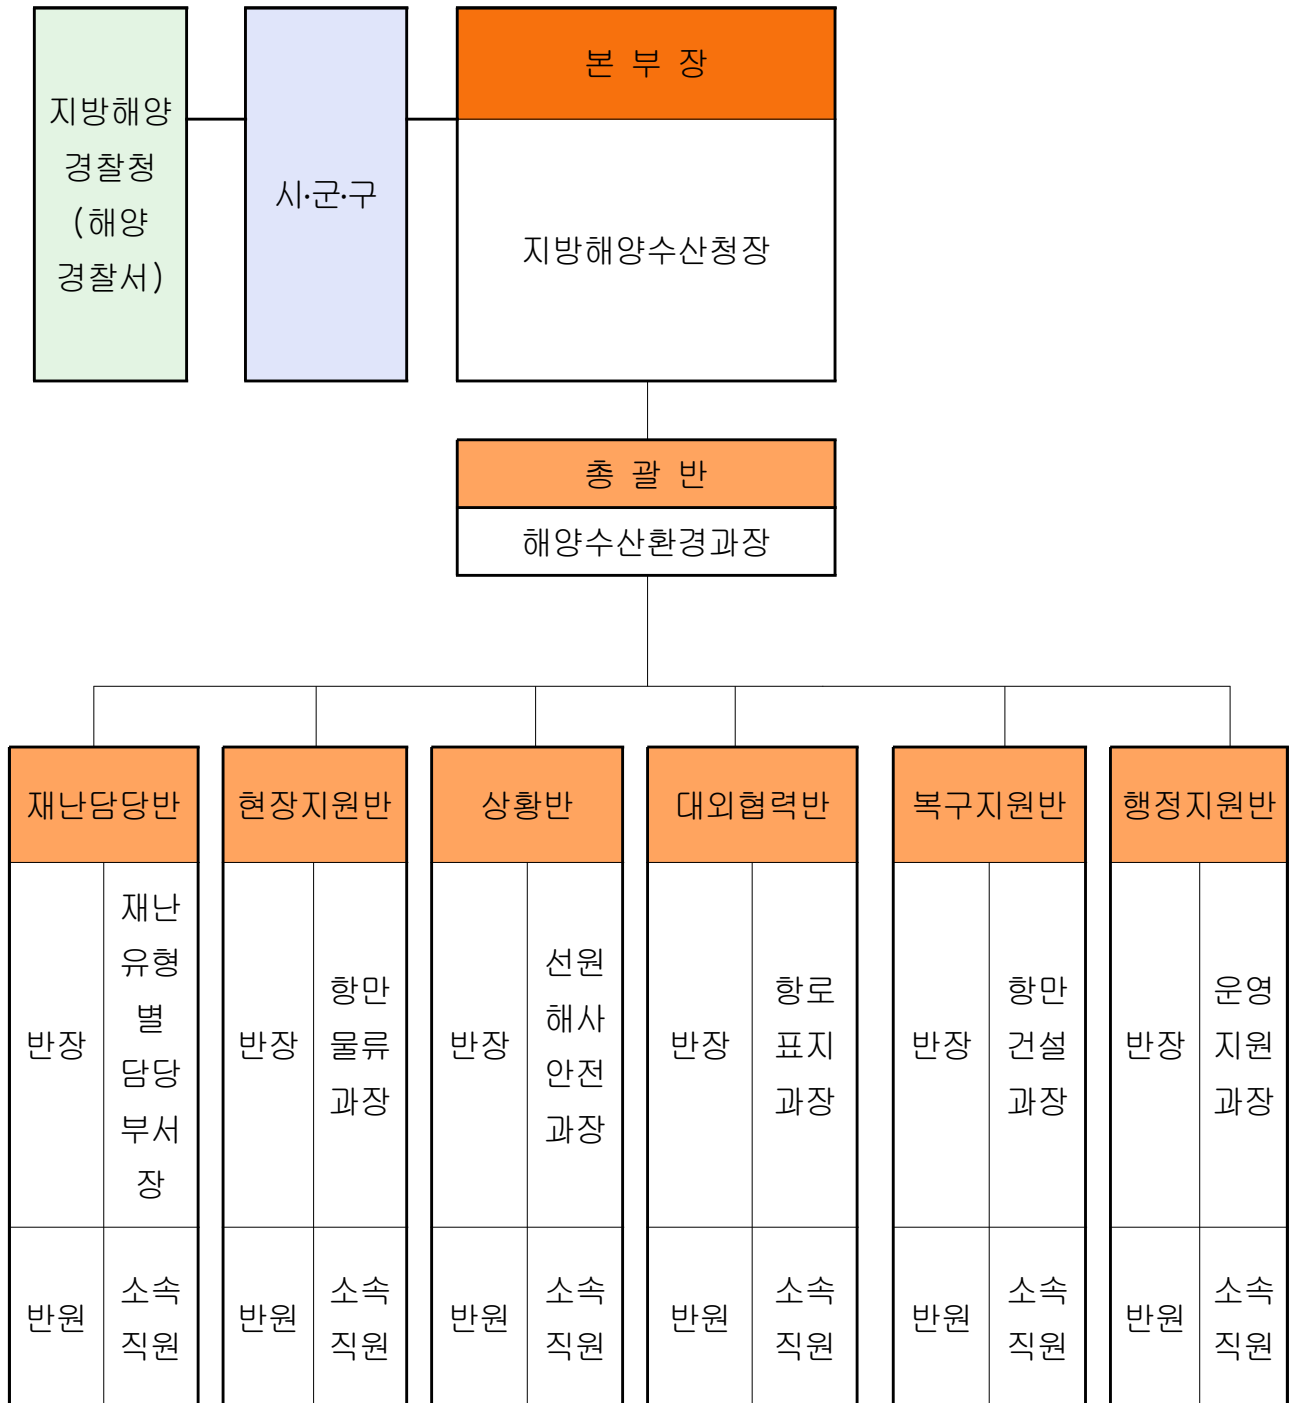 지방해양
경찰청
(해양
경찰서)
시·군·구
본 부 장
지방해양수산청장
총 괄 반
해양수산환경과장
재난담당반
반장
재난
유형
별
담당
부서
장
반원
소속
직원
현장지원반
반장
항만
물류
과장
반원
소속
직원
상황반
반장
선원
해사
안전
과장
반원
소속
직원
대외협력반
반장
항로
표지
과장
반원
소속
직원
복구지원반
반장
항만
건설
과장
반원
소속
직원
행정지원반
반장
운영
지원
과장
반원
소속
직원